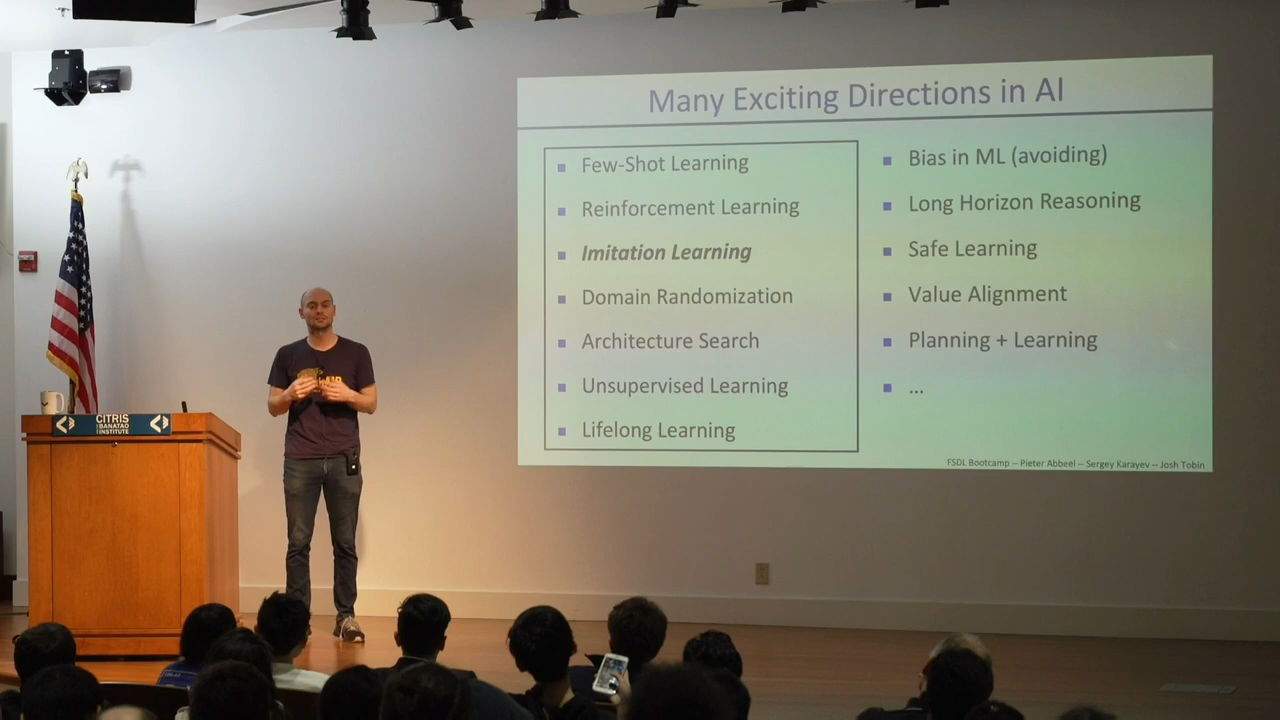 Many Exciting Directions in AI
Few-Shot Learning
Reinforcement Learning
Imitation Learning
Domain Randomization
Architecture Search
Unsupervised Learning
Lifelong Learning
Bias in ML (avoiding)
Long Horizon Reasoning
Safe Learning
Value Alignment
Planning + Learning
...
FSDL Bootcamp -- Pieter Abbeel -- Sergey Karayev -- Josh Tobin
CITRIS
BANATAO
INSTITUTE